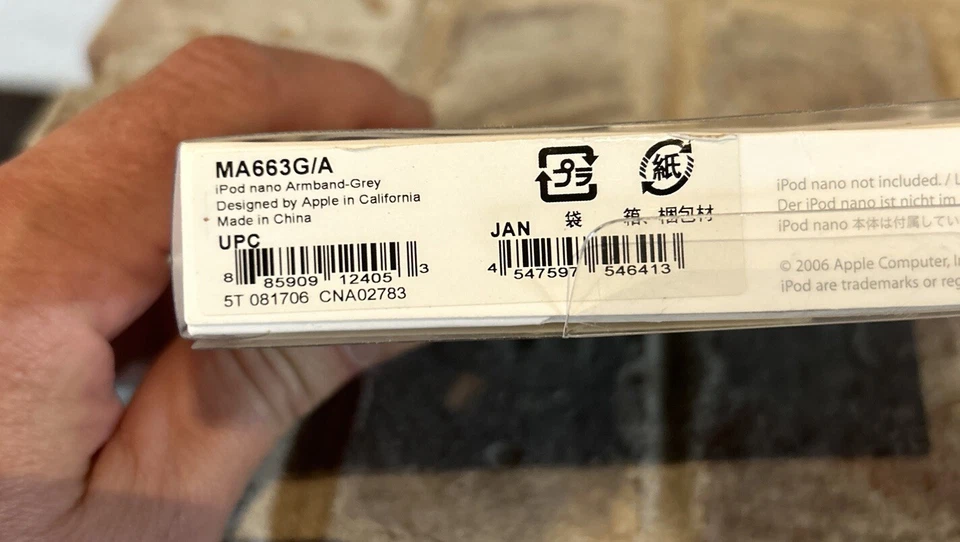 MA663G/A
iPod nano Armband-Grey
Designed by Apple in California
Made in China
UPC
8 85909 12405 3
5T 081706 CNA02783
プラ
紙
袋
箱、梱包材
JAN
4 547597 546413
iPod nano not included. / L
Der iPod nano ist nicht im
iPod nano 本体は付属してい
© 2006 Apple Computer, In
iPod are trademarks or reg